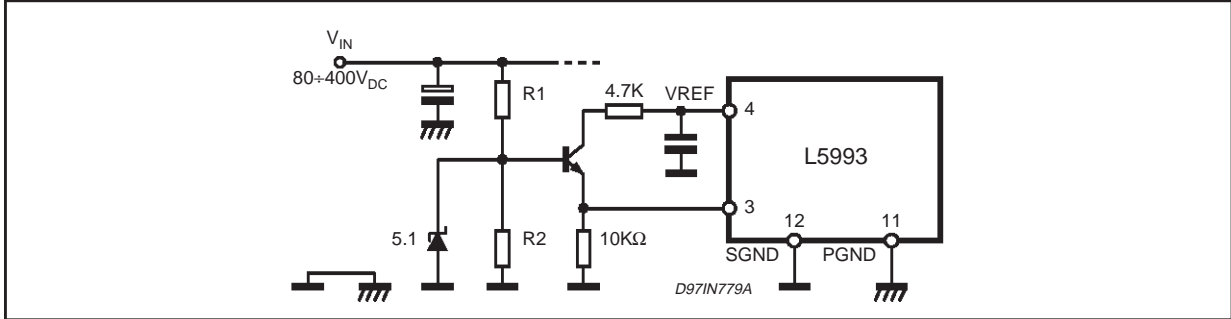 V_IN
80÷400V_DC
R1
4.7K
VREF
4
L5993
3
12
11
5.1
R2
10KΩ
SGND
PGND
D97IN779A